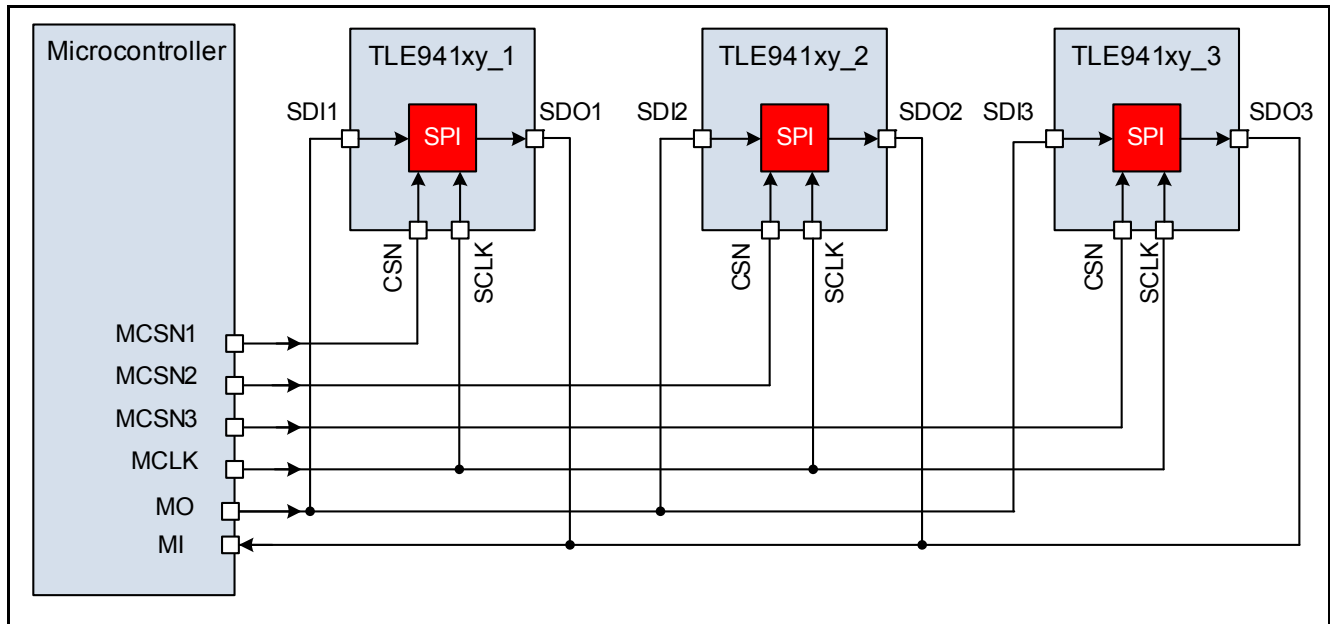 Microcontroller
TLE941xy_1
TLE941xy_2
TLE941xy_3
SDI1
SPI
SDO1
SDI2
SPI
SDO2
SDI3
SPI
SDO3
CSN
SCLK
CSN
SCLK
CSN
SCLK
MCSN1
MCSN2
MCSN3
MCLK
MO
MI